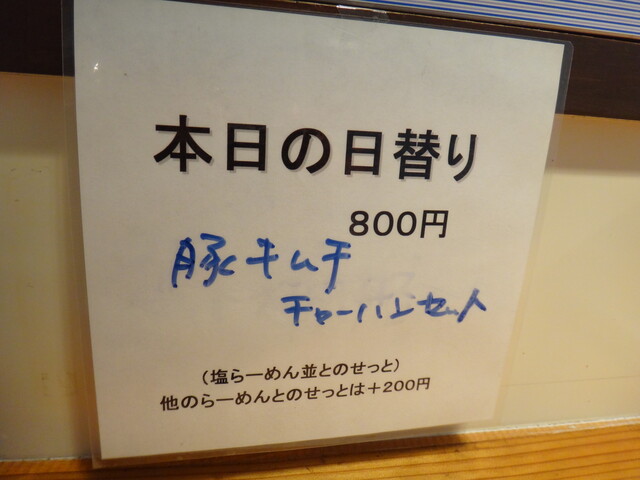 本日の日替り
800円
豚キムチ
チャーハンセット
（塩らーめん並とのせっと）
他のらーめんとのせっとは＋200円